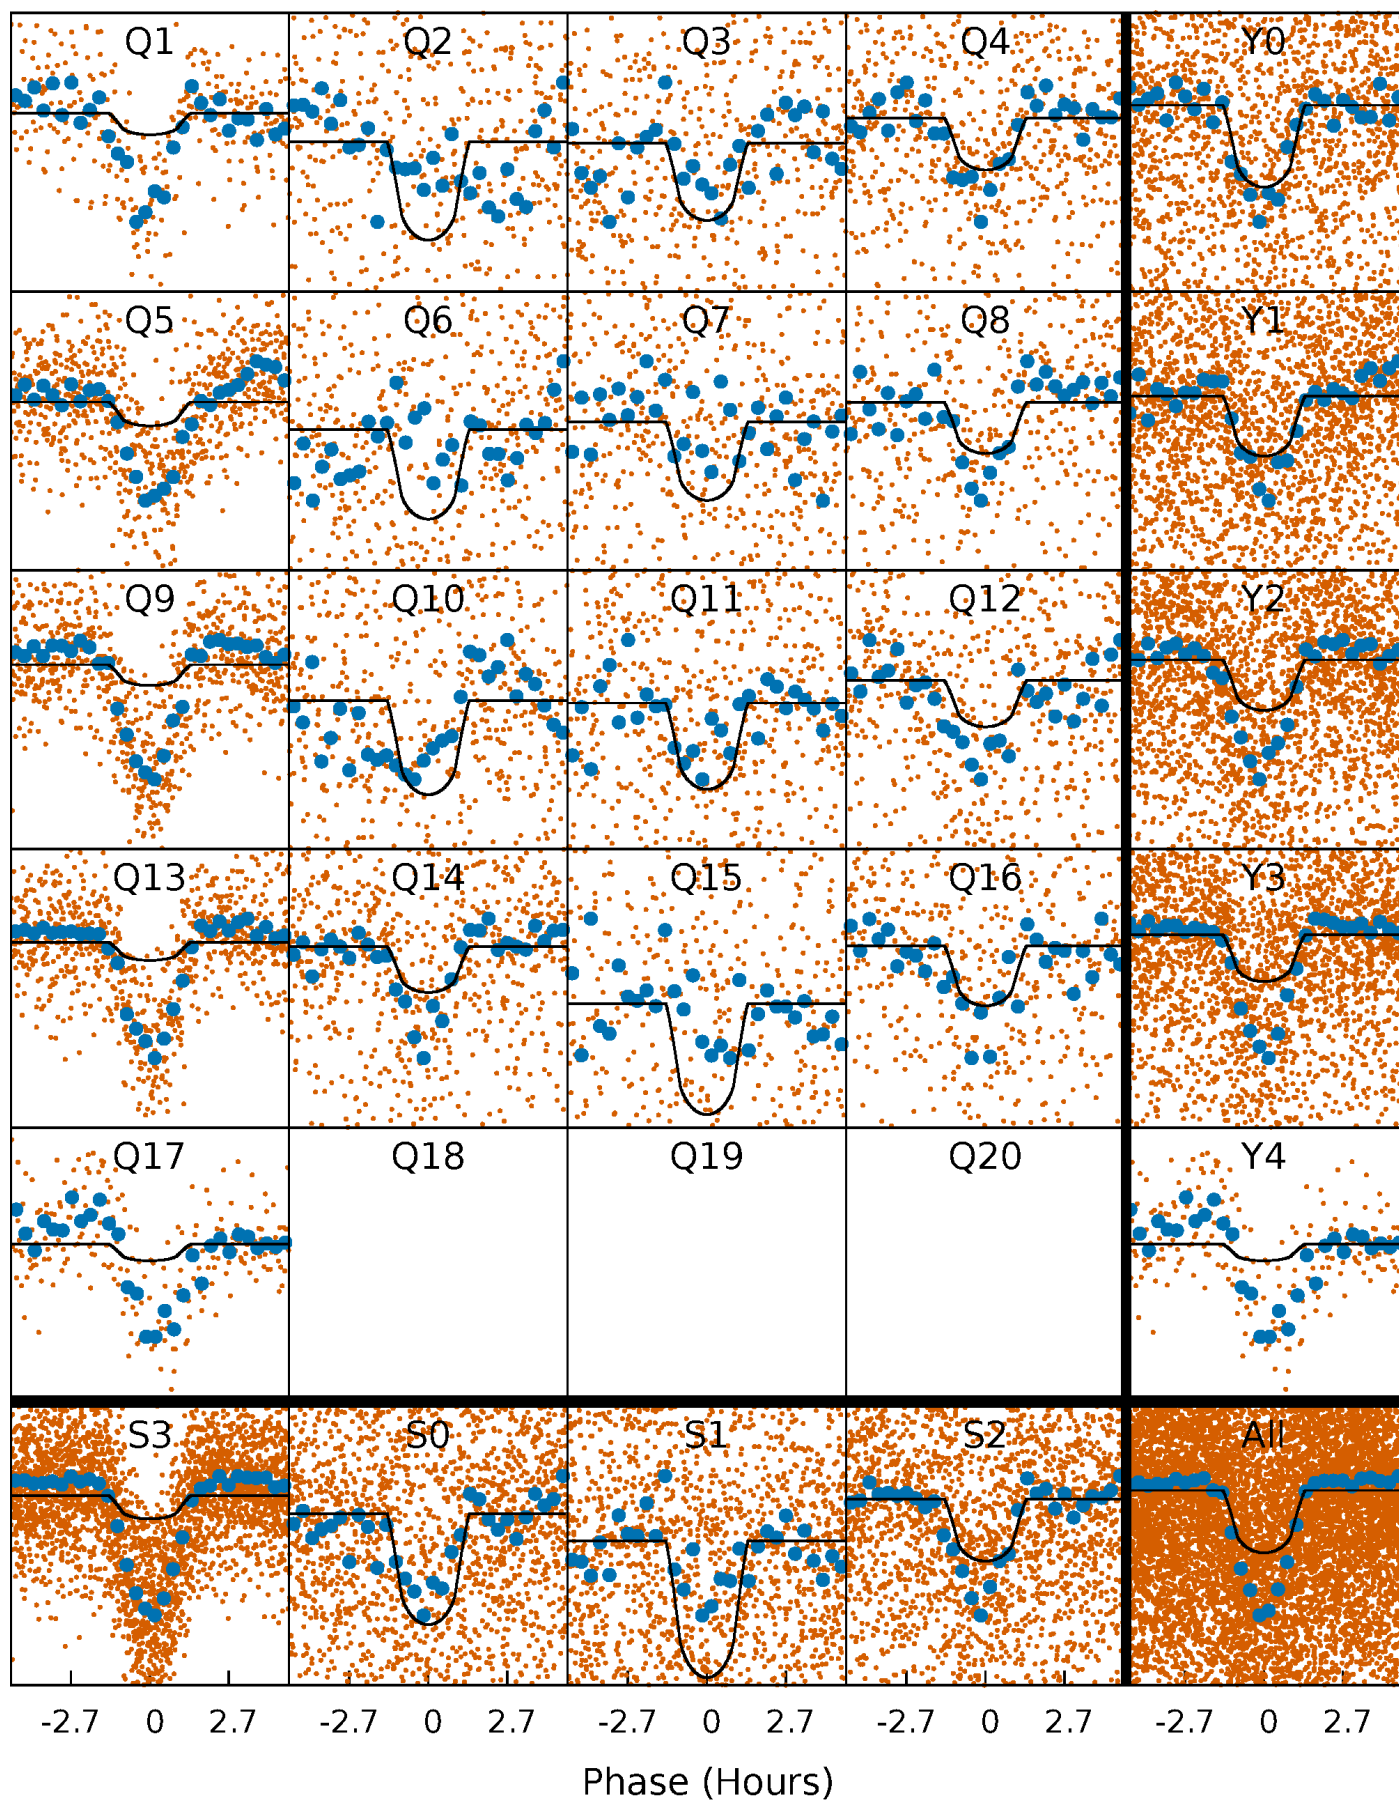 Q1 Q2 Q3 Q4 Y0
Q5 Q6 Q7 Q8 Y1
Q9 Q10 Q11 Q12 Y2
Q13 Q14 Q15 Q16 Y3
Q17 Q18 Q19 Q20 Y4
S3 S0 S1 S2 All
-2.7 0 2.7 -2.7 0 2.7 -2.7 0 2.7 -2.7 0 2.7 -2.7 0 2.7
Phase (Hours)